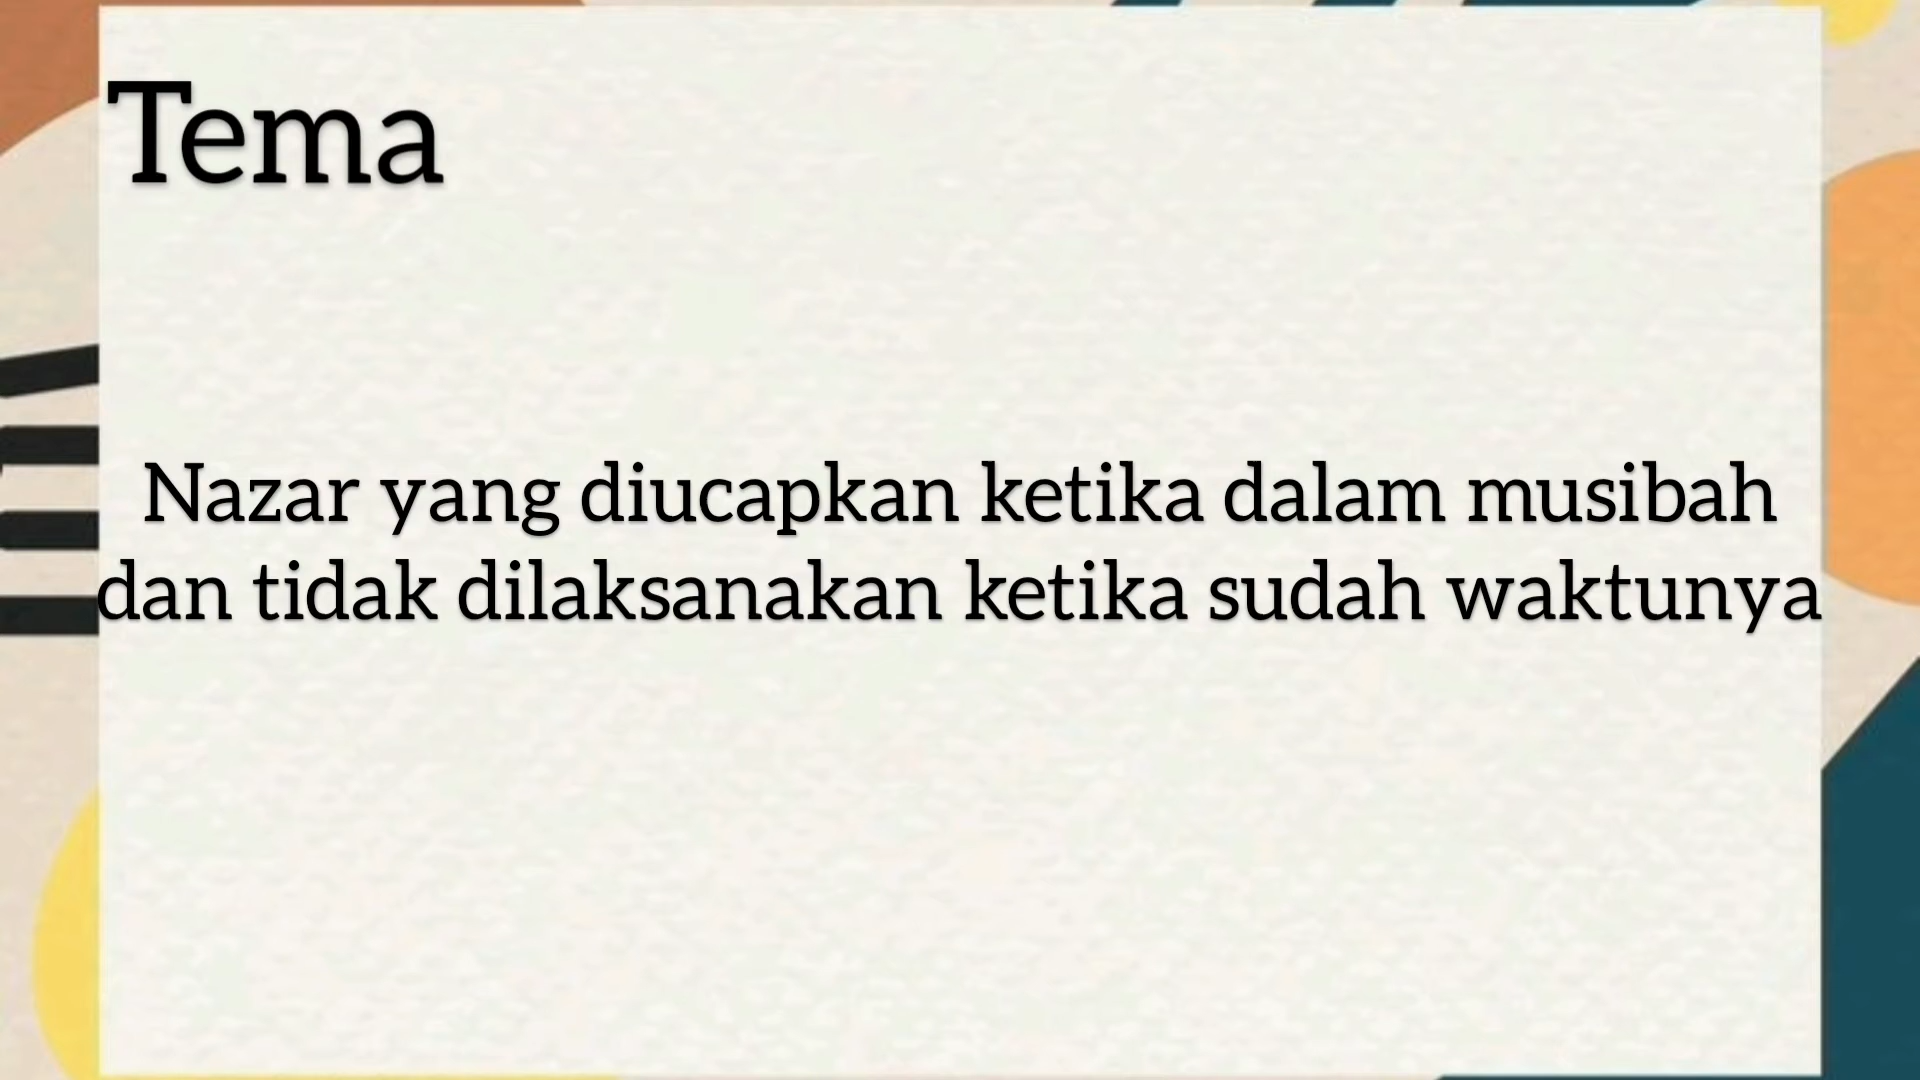 Tema
Nazar yang diucapkan ketika dalam musibah
dan tidak dilaksanakan ketika sudah waktunya